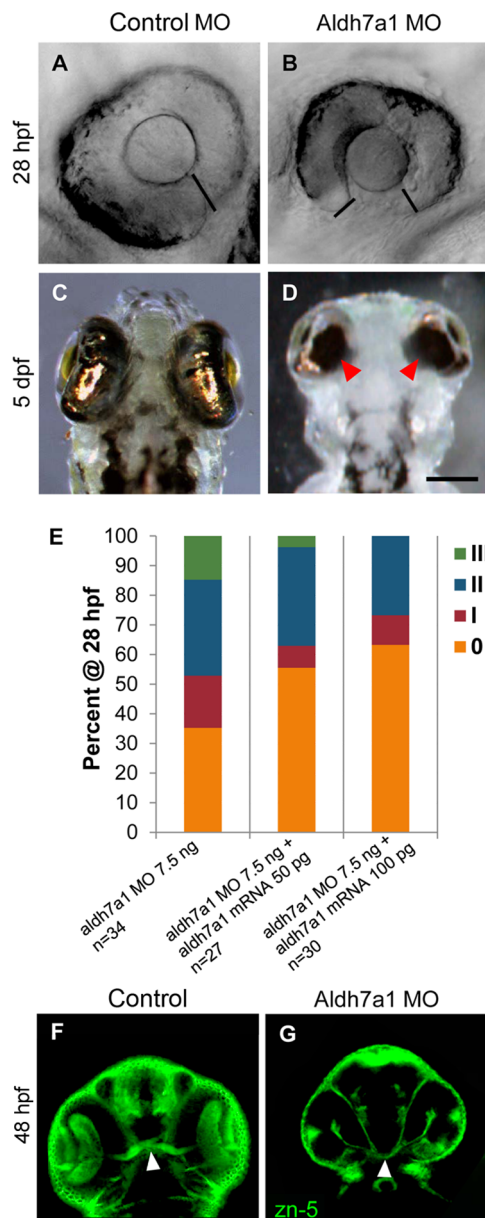 Control MO
Aldh7a1 MO
A
B
28 hpf
C
D
5 dpf
E
Percent @ 28 hpf
100
90
80
70
60
50
40
30
20
10
0
II
II
I
0
aldh7a1 MO 7.5 ng
n=34
aldh7a1 MO 7.5 ng +
aldh7a1 mRNA 50 pg
n=27
aldh7a1 MO 7.5 ng +
aldh7a1 mRNA 100 pg
n=30
Control
Aldh7a1 MO
48 hpf
F
G
zn-5